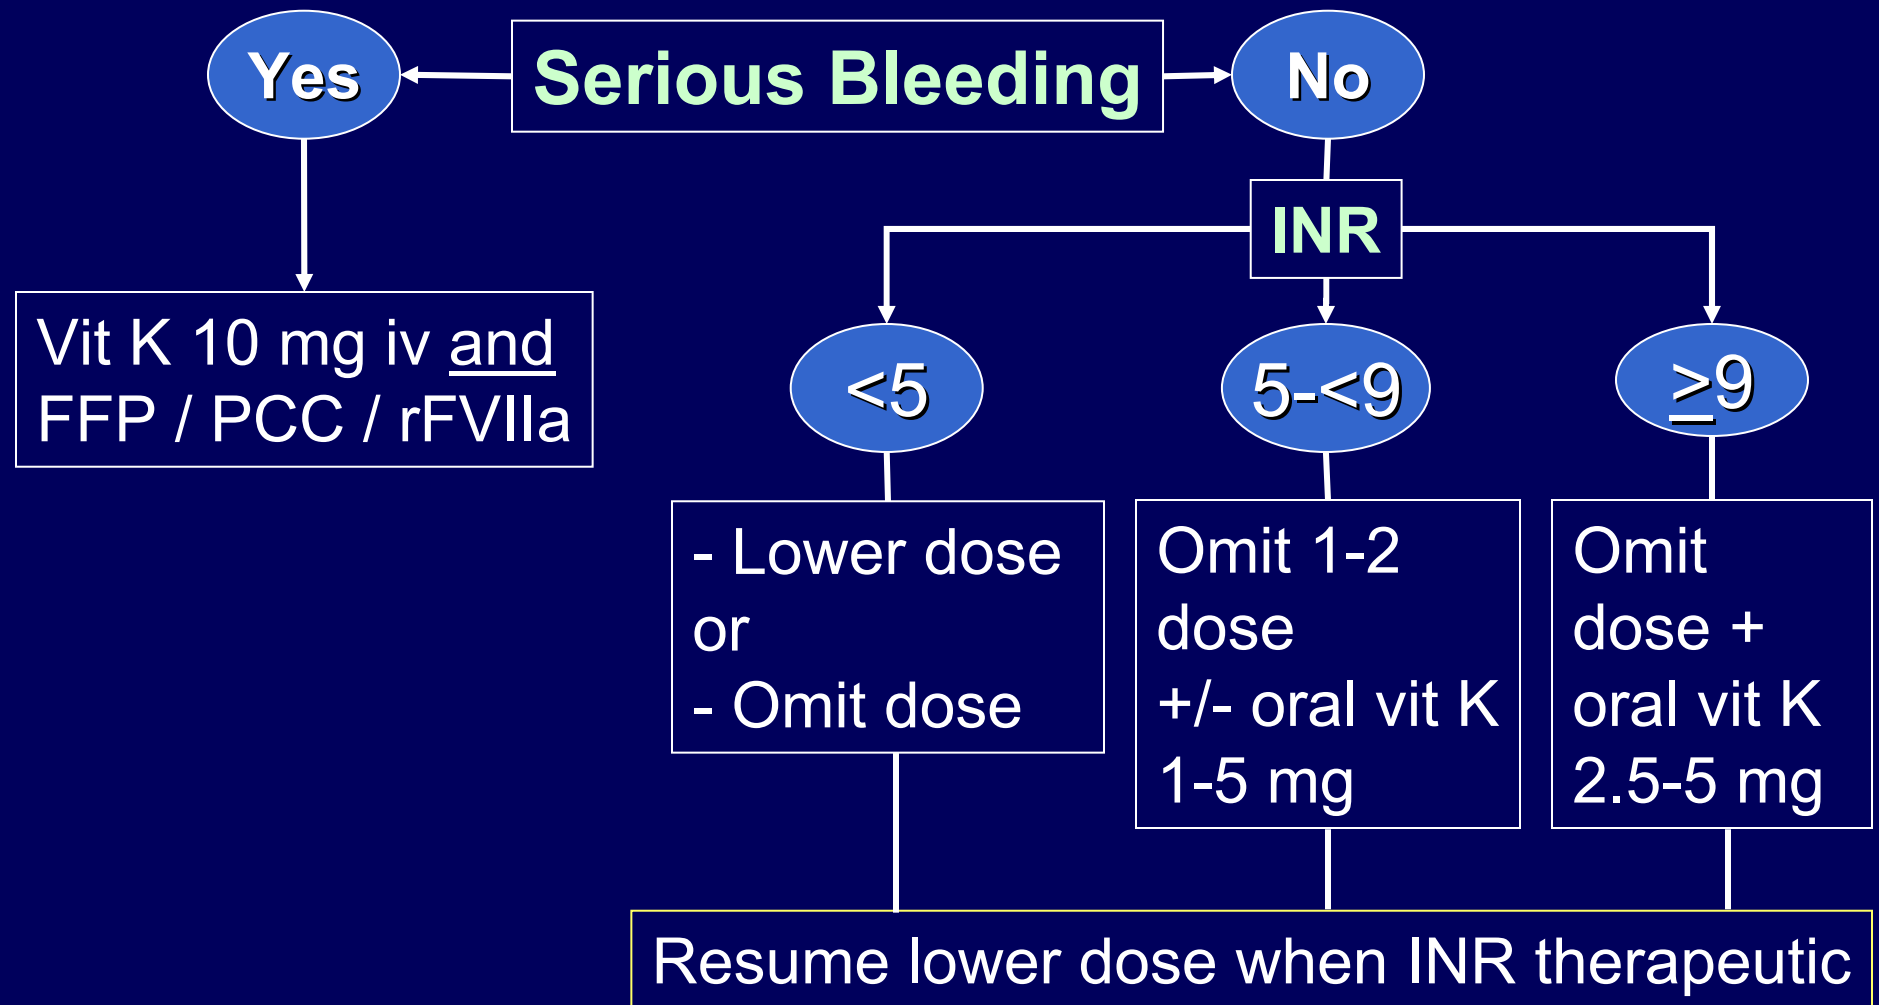 Yes
Serious Bleeding
No
INR
Vit K 10 mg iv and
FFP / PCC / rFVIIa
<5
5-<9
≥9
- Lower dose
or
- Omit dose
Omit 1-2
dose
+/- oral vit K
1-5 mg
Omit
dose +
oral vit K
2.5-5 mg
Resume lower dose when INR therapeutic